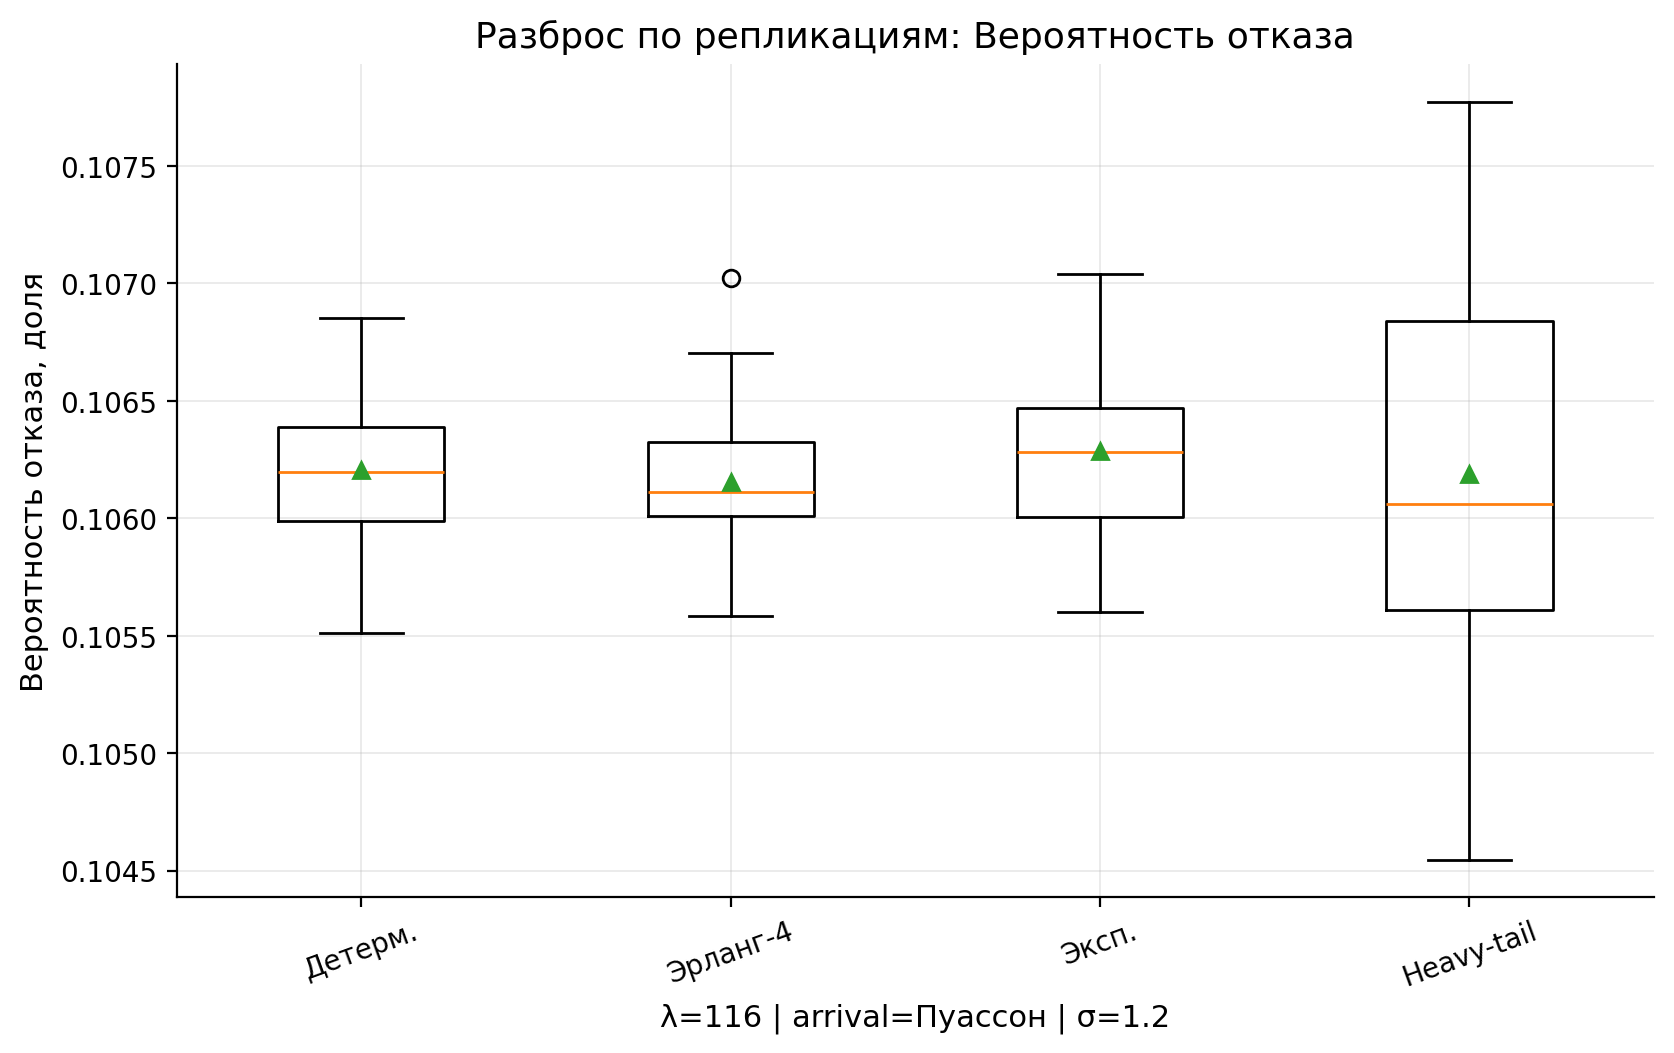 Разброс по репликациям: Вероятность отказа
Вероятность отказа, доля
0.1075
0.1070
0.1065
0.1060
0.1055
0.1050
0.1045
Детерм.
Эрланг-4
Эксп.
Heavy-tail
λ=116 | arrival=Пуассон | σ=1.2